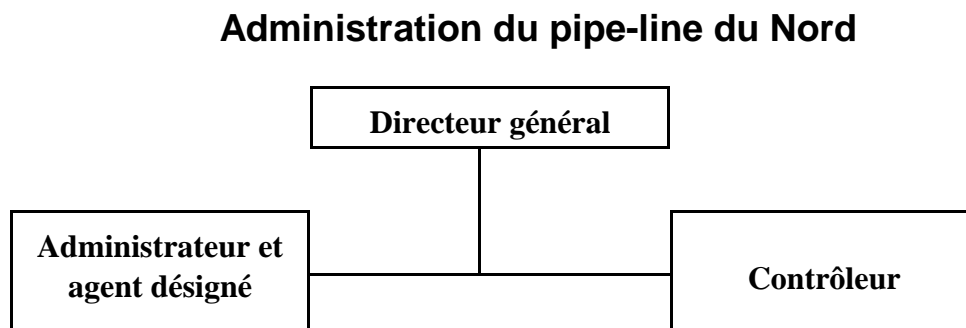 Administration du pipe-line du Nord
Directeur général
Administrateur et
agent désigné
Contrôleur